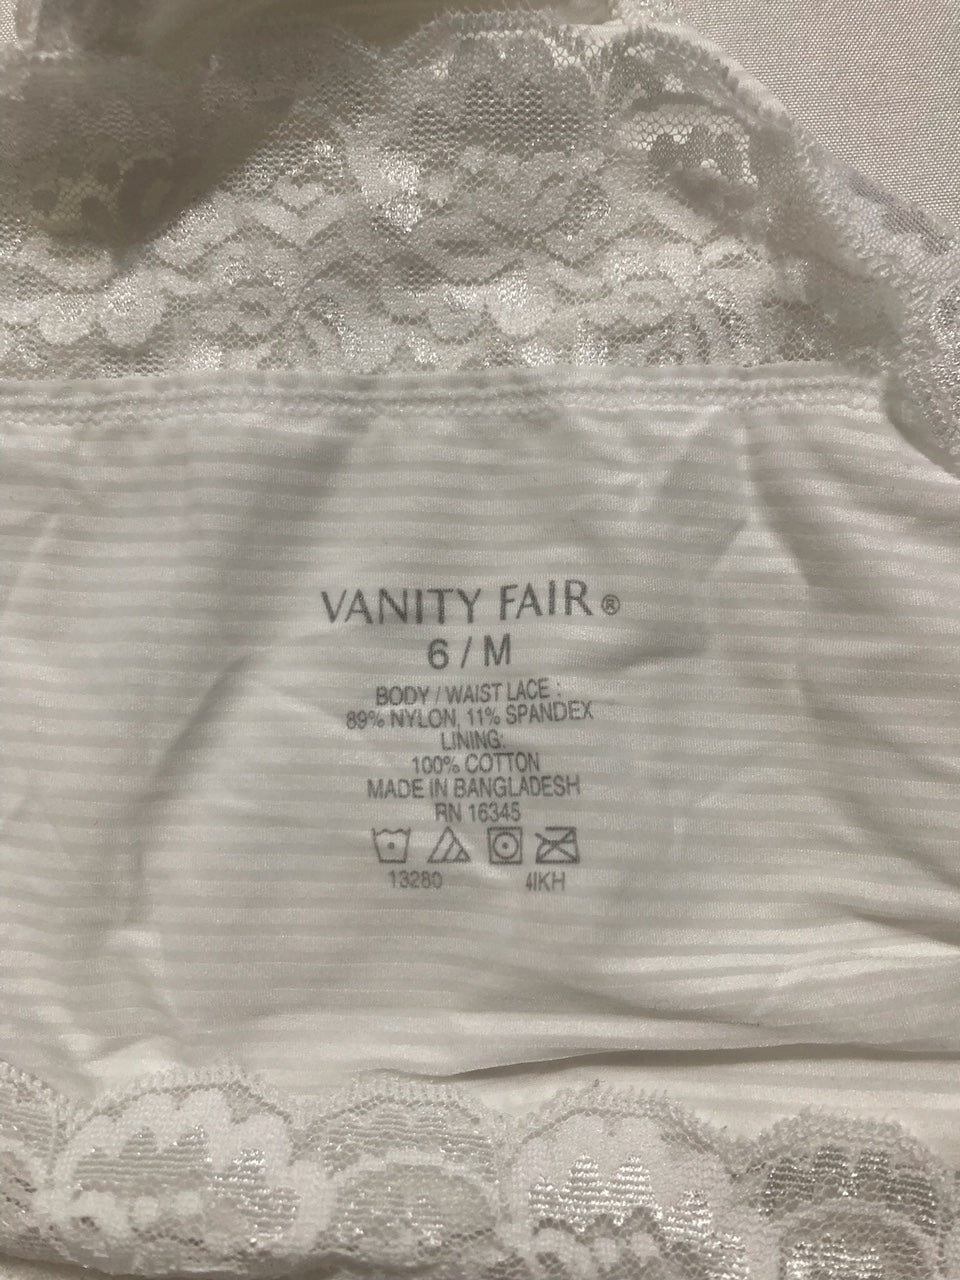 VANITY FAIR®
6 / M
BODY / WAIST LACE :
89% NYLON, 11% SPANDEX
LINING:
100% COTTON
MADE IN BANGLADESH
RN 16345
13280 4IKH